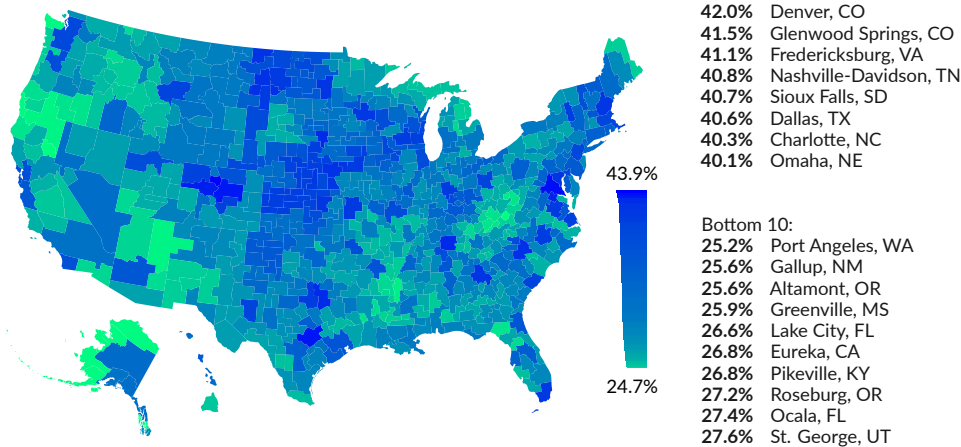 42.0% Denver, CO
41.5% Glenwood Springs, CO
41.1% Fredericksburg, VA
40.8% Nashville-Davidson, TN
40.7% Sioux Falls, SD
40.6% Dallas, TX
40.3% Charlotte, NC
40.1% Omaha, NE
43.9%
24.7%
Bottom 10:
25.2% Port Angeles, WA
25.6% Gallup, NM
25.6% Altamont, OR
25.9% Greenville, MS
26.6% Lake City, FL
26.8% Eureka, CA
26.8% Pikeville, KY
27.2% Roseburg, OR
27.4% Ocala, FL
27.6% St. George, UT